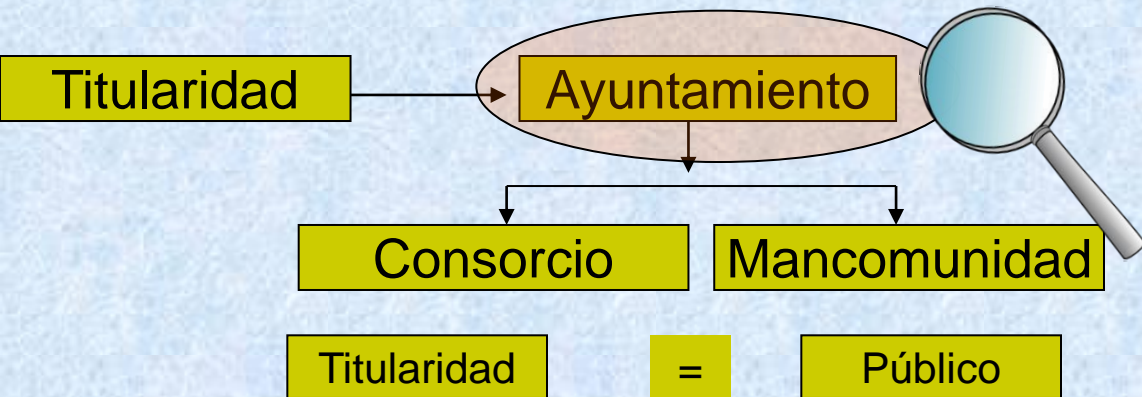 Titularidad Ayuntamiento
Consorcio Mancomunidad
Titularidad = Público